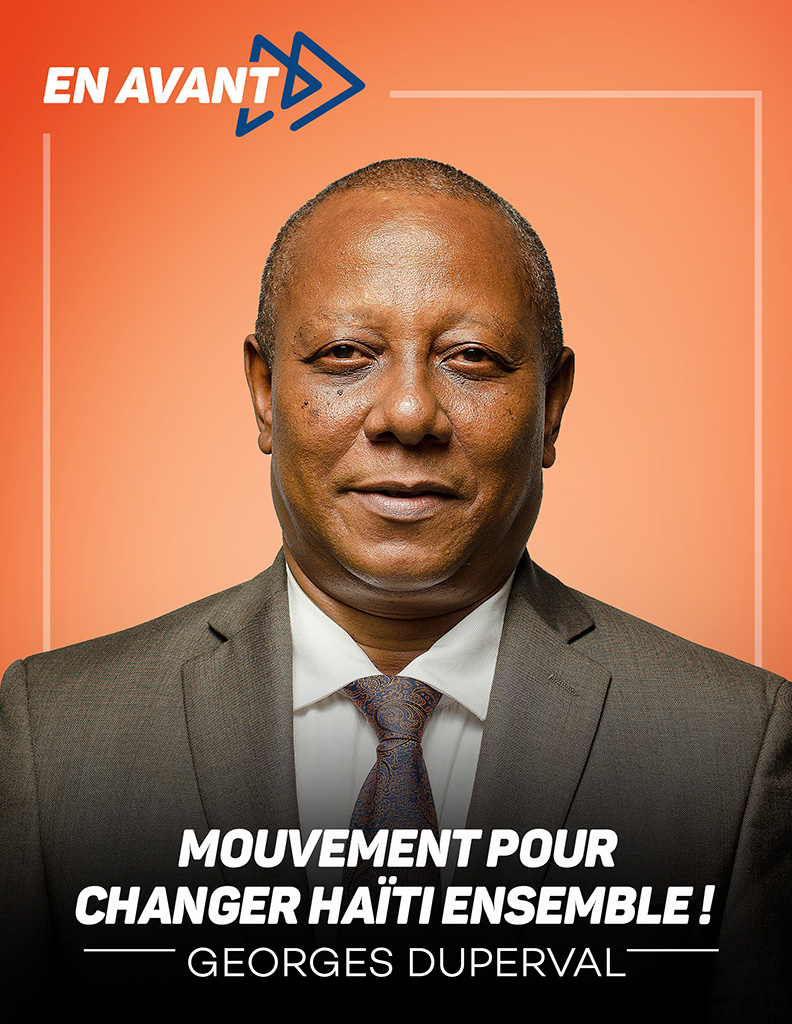 EN AVANT
MOUVEMENT POUR
CHANGER HAÏTI ENSEMBLE !
GEORGES DUPERVAL